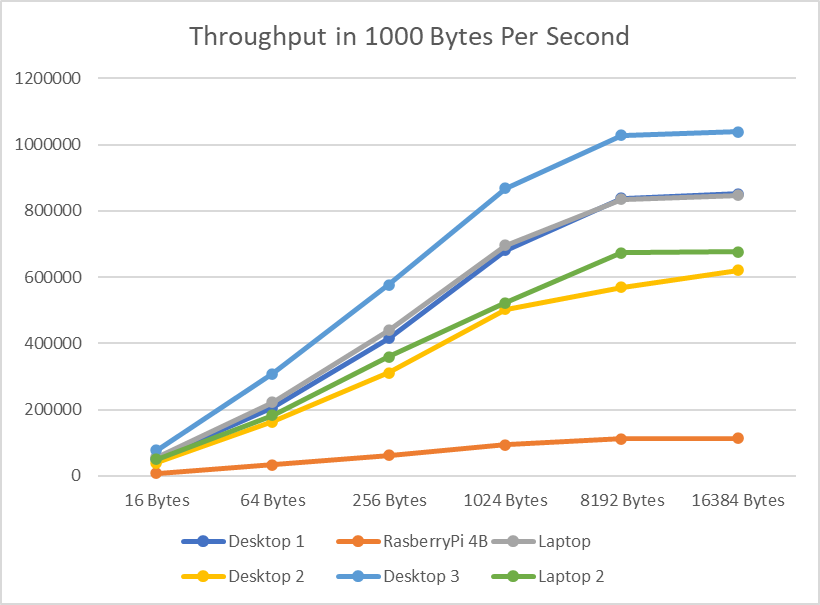 Throughput in 1000 Bytes Per Second
1200000
1000000
800000
600000
400000
200000
0
16 Bytes 64 Bytes 256 Bytes 1024 Bytes 8192 Bytes 16384 Bytes
Desktop 1 RasberryPi 4B Laptop
Desktop 2 Desktop 3 Laptop 2